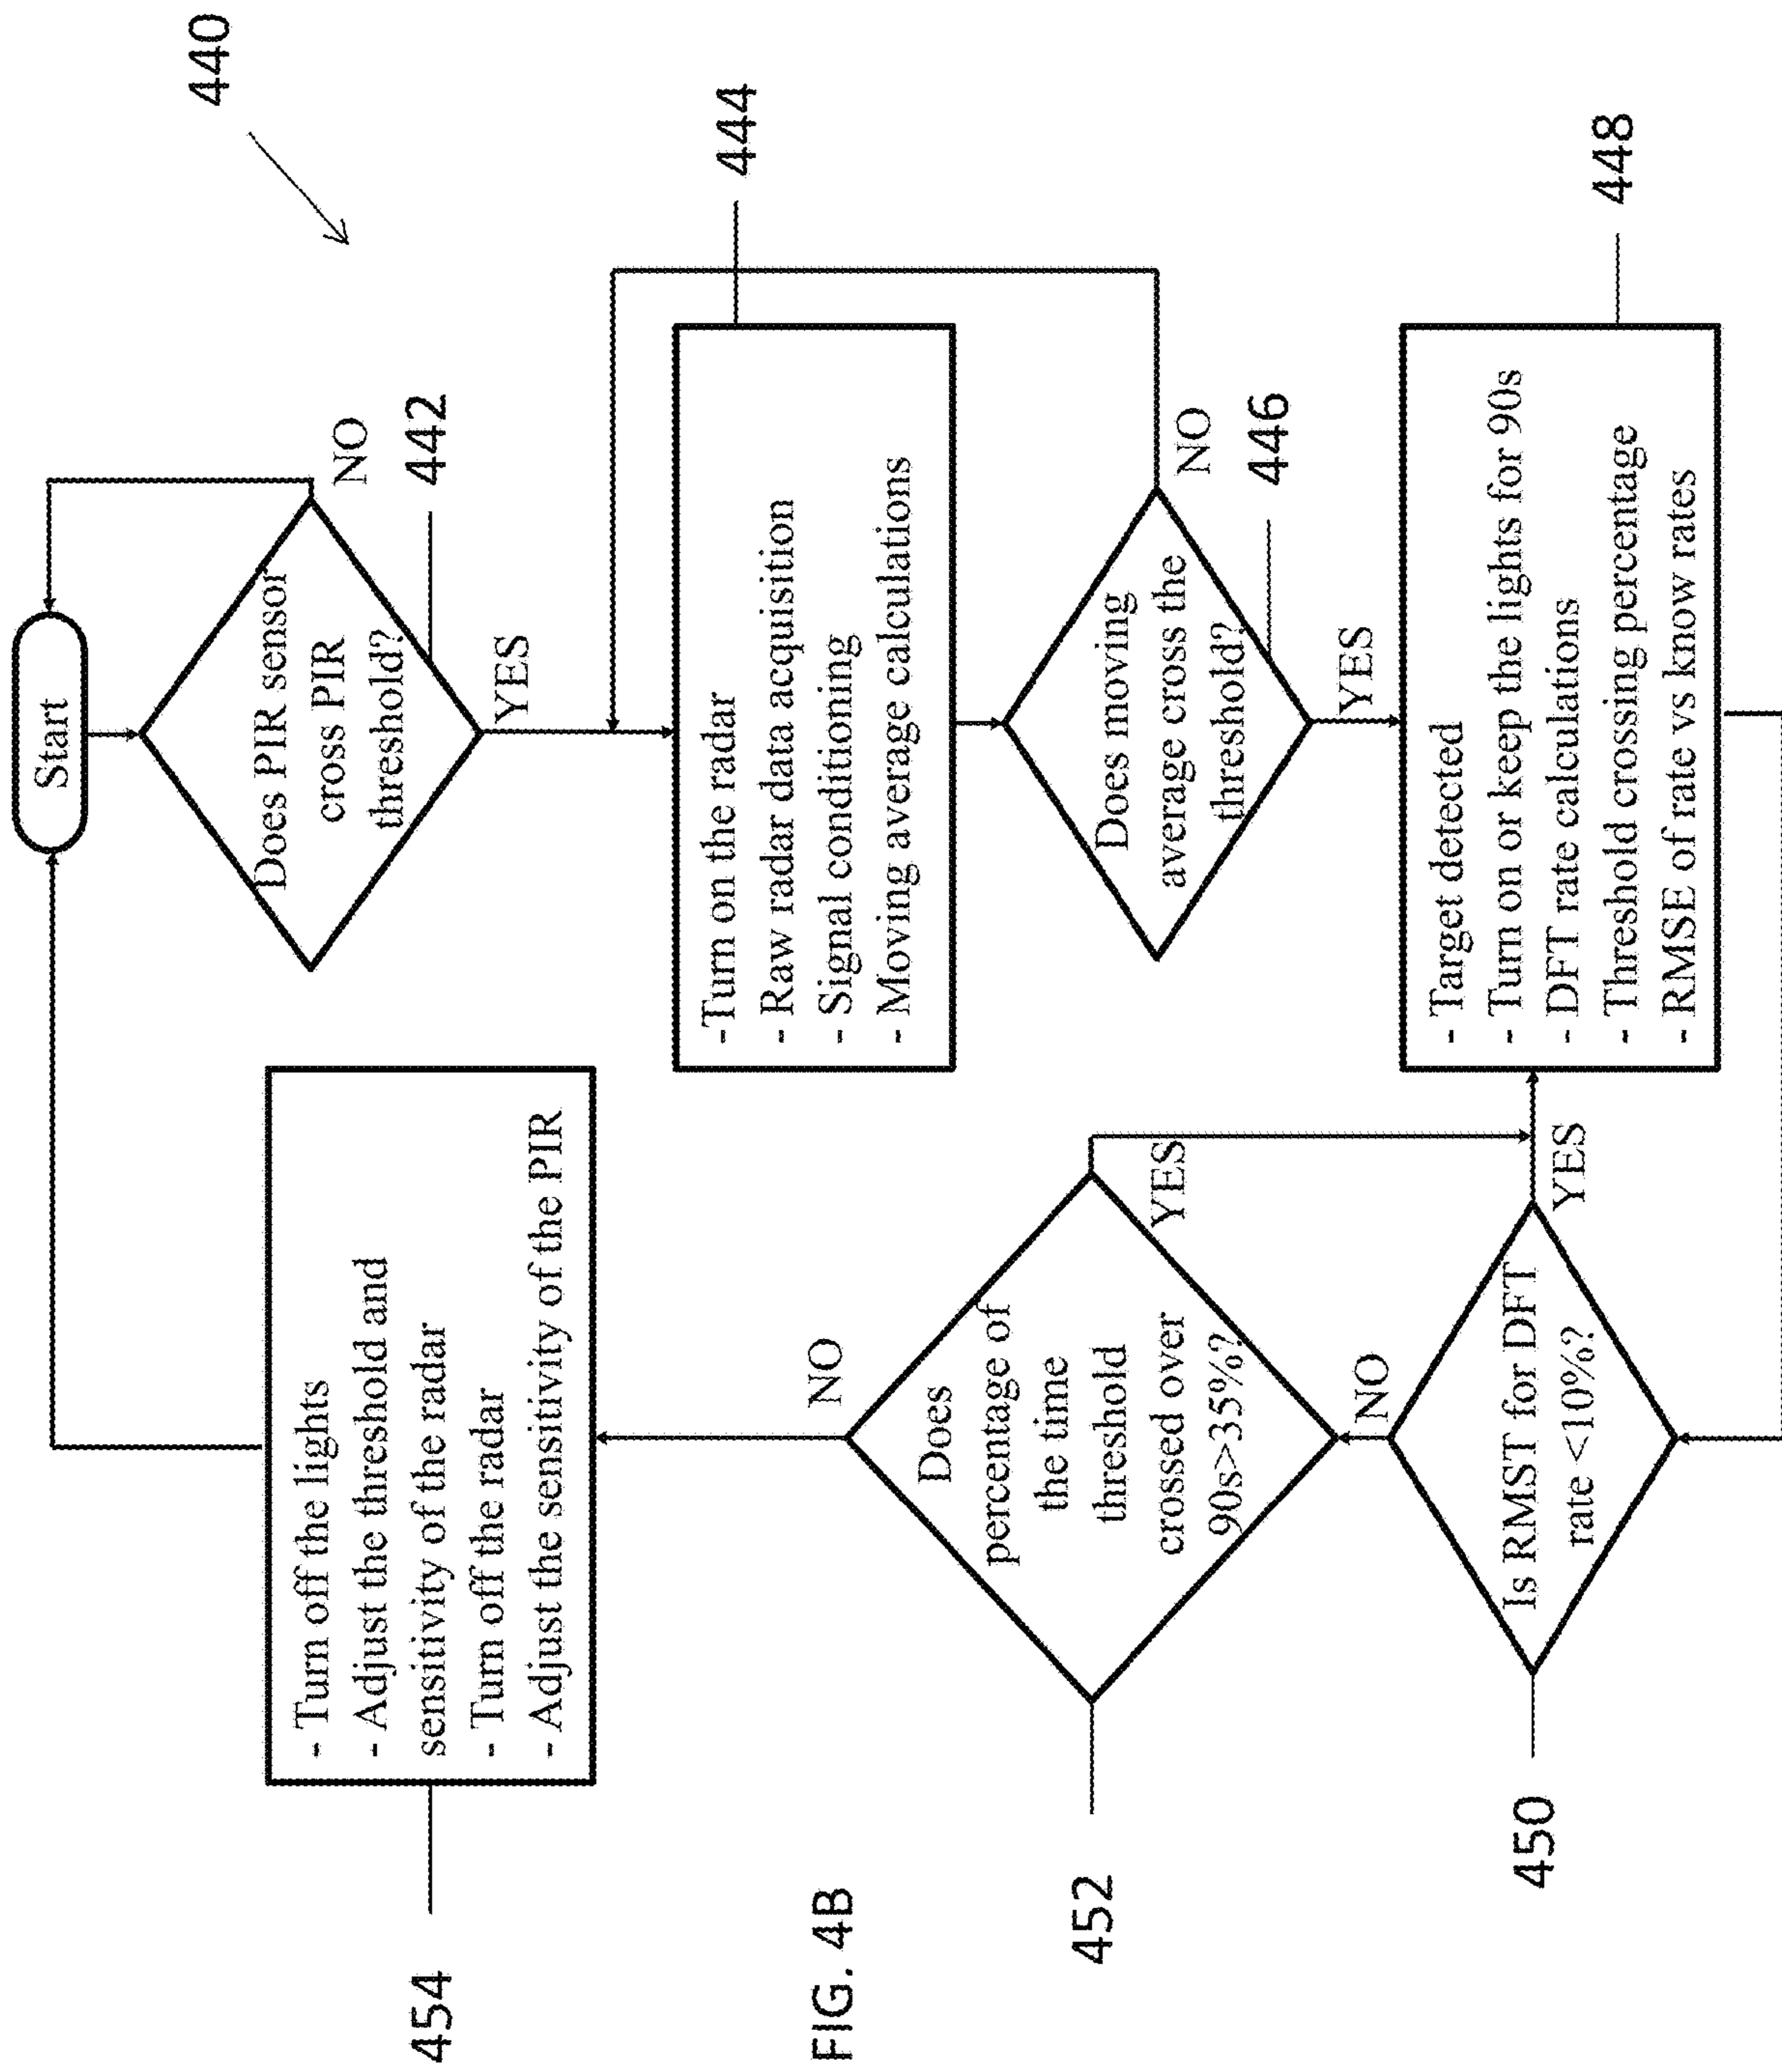 440
Start
Does PIR sensor
cross PIR
threshold?
NO
442
YES
-Turn on the radar
- Raw radar data acquisition
- Signal conditioning
- Moving average calculations
444
Does moving
average cross the
threshold?
NO
446
YES
- Target detected
- Turn on or keep the lights for 90s
- DFT rate calculations
- Threshold crossing percentage
- RMSE of rate vs know rates
448
Is RMST for DFT
rate <10%?
YES
NO
450
Does
percentage of
the time
threshold
crossed over
90s>35%?
YES
NO
452
- Turn off the lights
- Adjust the threshold and
sensitivity of the radar
- Turn off the radar
- Adjust the sensitivity of the PIR
454
FIG. 4B